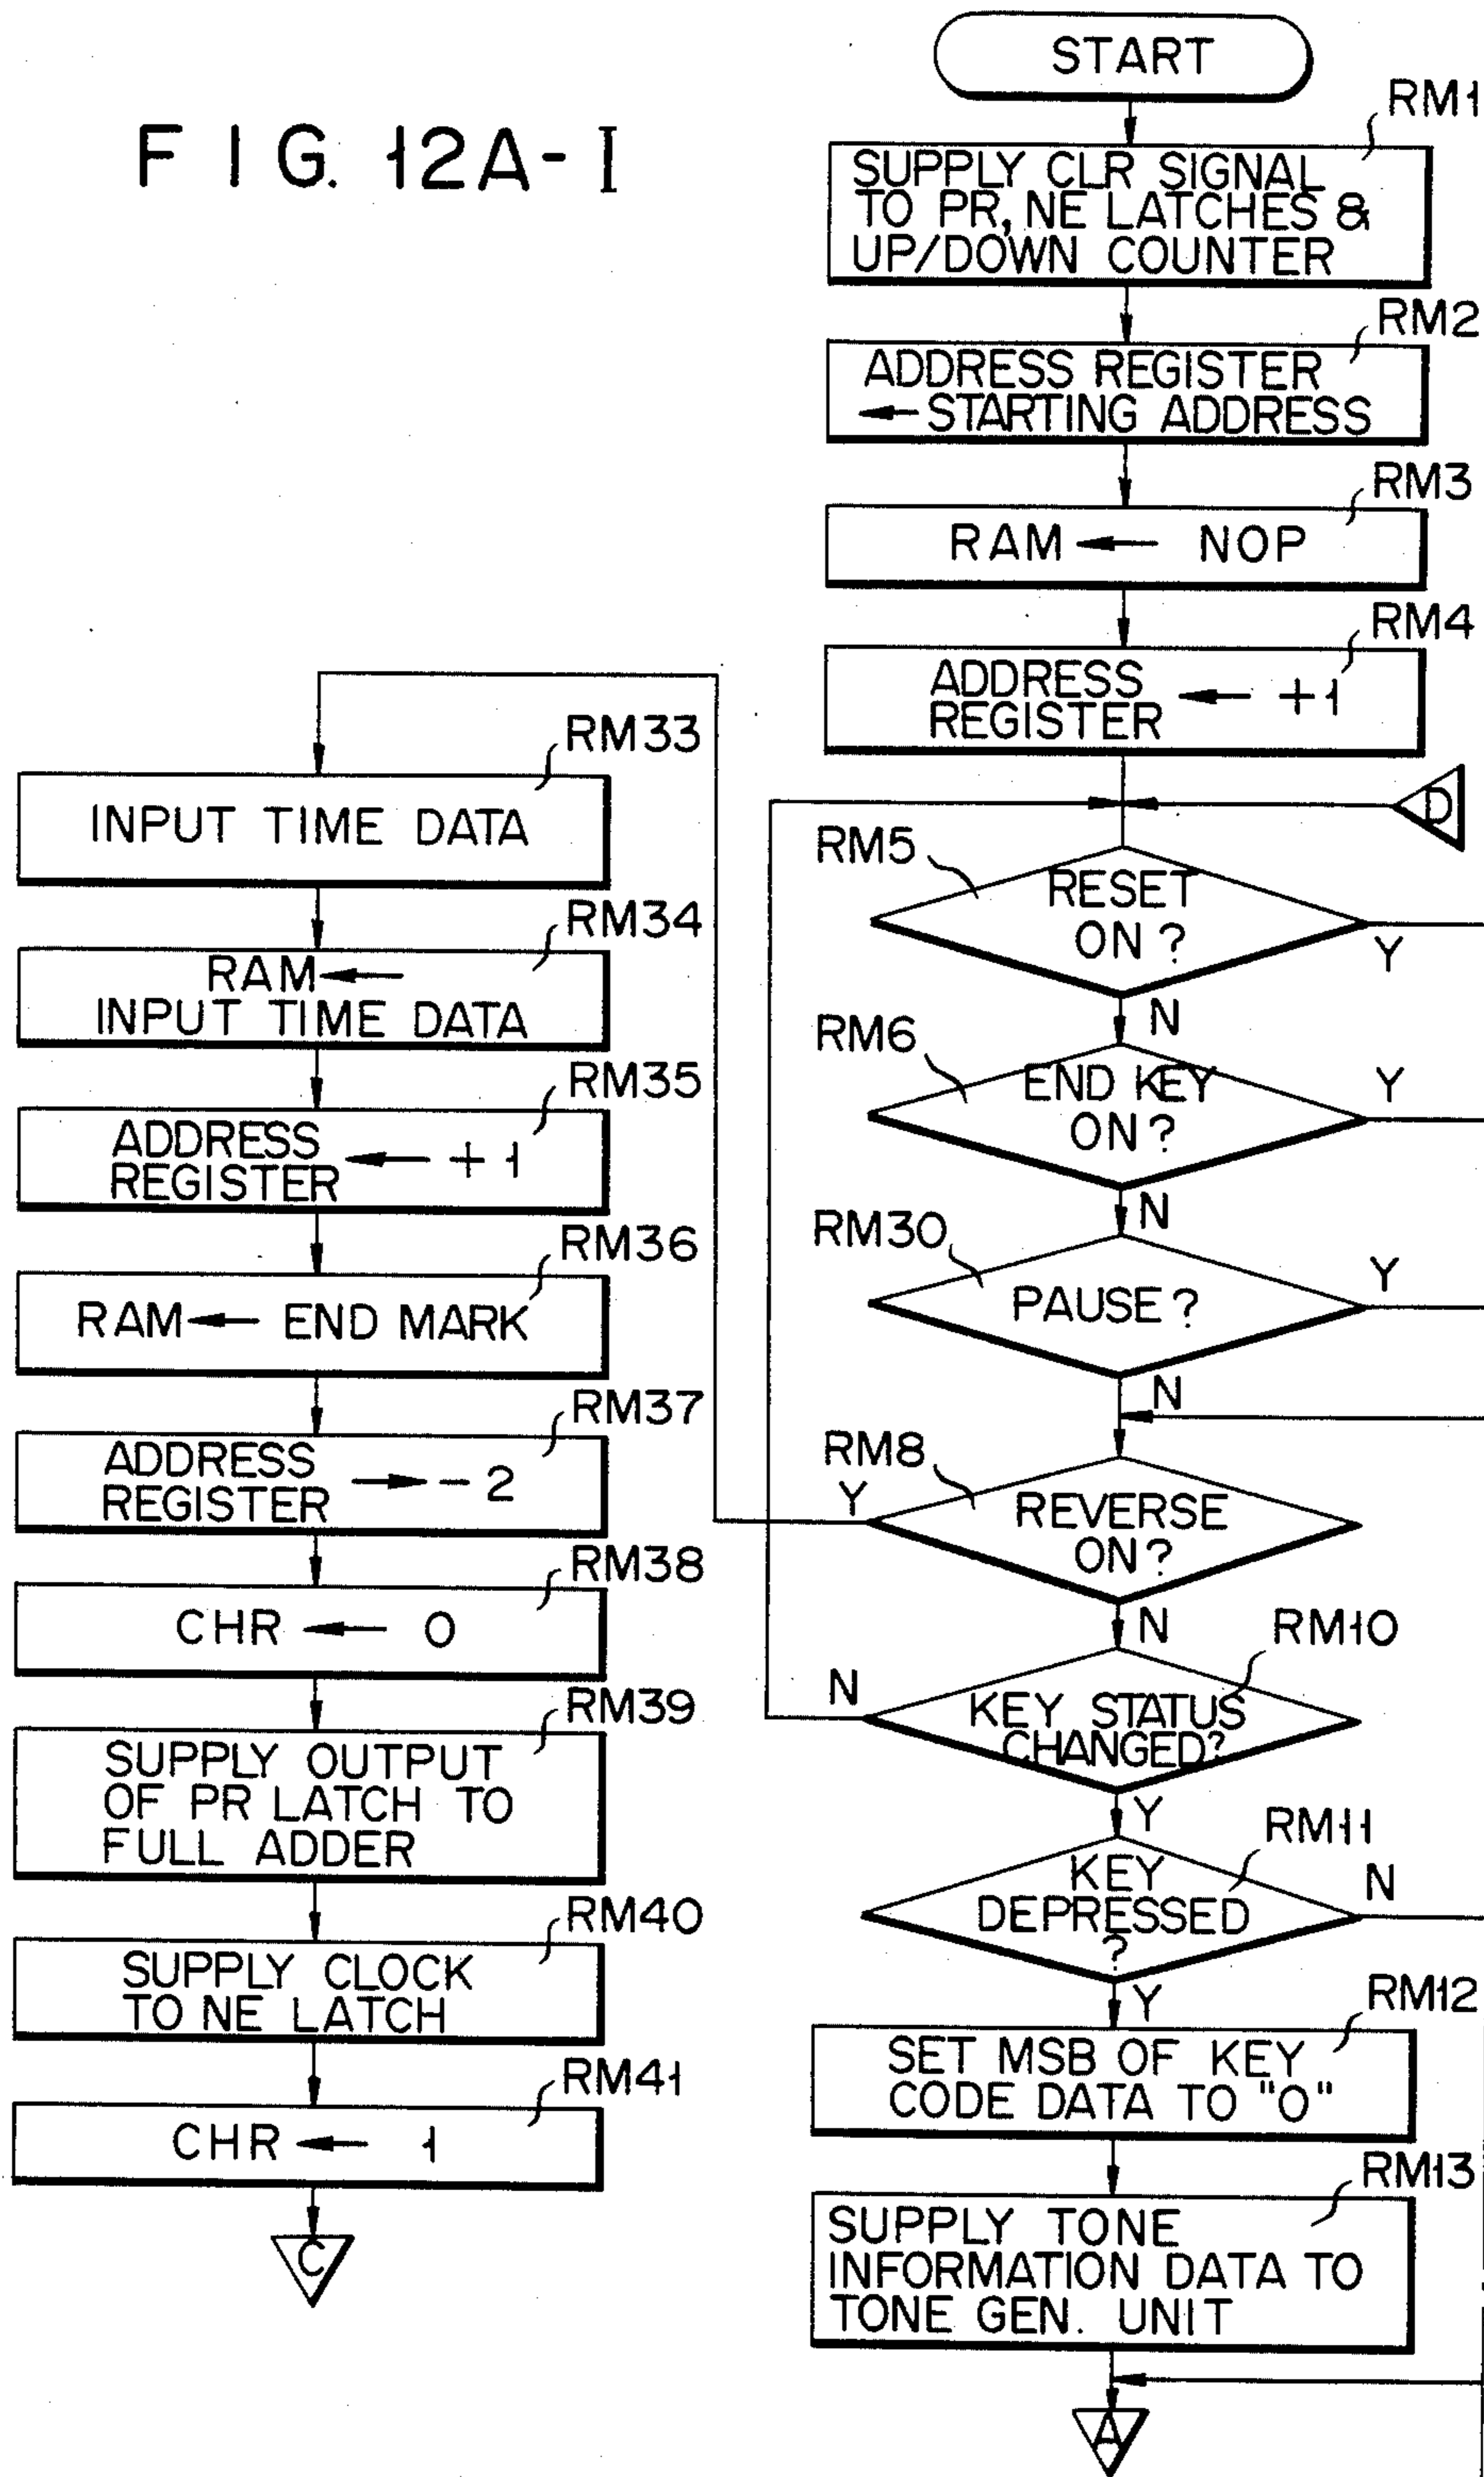 FIG. 12A-I
START
RM1
SUPPLY CLR SIGNAL
TO PR, NE LATCHES &
UP/DOWN COUNTER
RM2
ADDRESS REGISTER
← STARTING ADDRESS
RM3
RAM ← NOP
RM4
ADDRESS
REGISTER ← +1
D
RM5
RESET
ON?
Y
N
RM6
END KEY
ON?
Y
N
RM30
PAUSE?
Y
N
RM8
REVERSE
ON?
Y
N
RM10
KEY STATUS
CHANGED?
N
Y
RM11
KEY
DEPRESSED
?
N
Y
RM12
SET MSB OF KEY
CODE DATA TO "0"
RM13
SUPPLY TONE
INFORMATION DATA TO
TONE GEN. UNIT
A
RM33
INPUT TIME DATA
RM34
RAM ←
INPUT TIME DATA
RM35
ADDRESS
REGISTER ← +1
RM36
RAM ← END MARK
RM37
ADDRESS
REGISTER → -2
RM38
CHR ← 0
RM39
SUPPLY OUTPUT
OF PR LATCH TO
FULL ADDER
RM40
SUPPLY CLOCK
TO NE LATCH
RM41
CHR ← 1
C